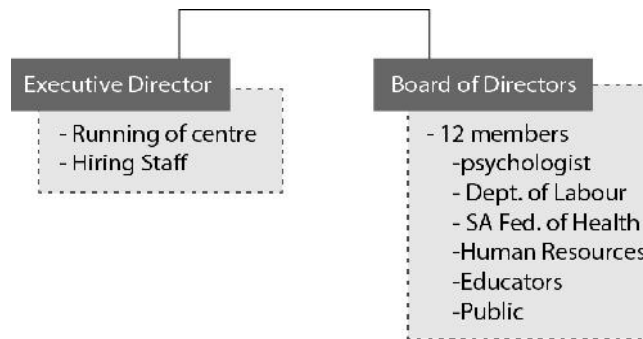 Executive Director
- Running of centre
- Hiring Staff
Board of Directors
- 12 members
-psychologist
- Dept. of Labour
- SA Fed. of Health
-Human Resources
-Educators
-Public